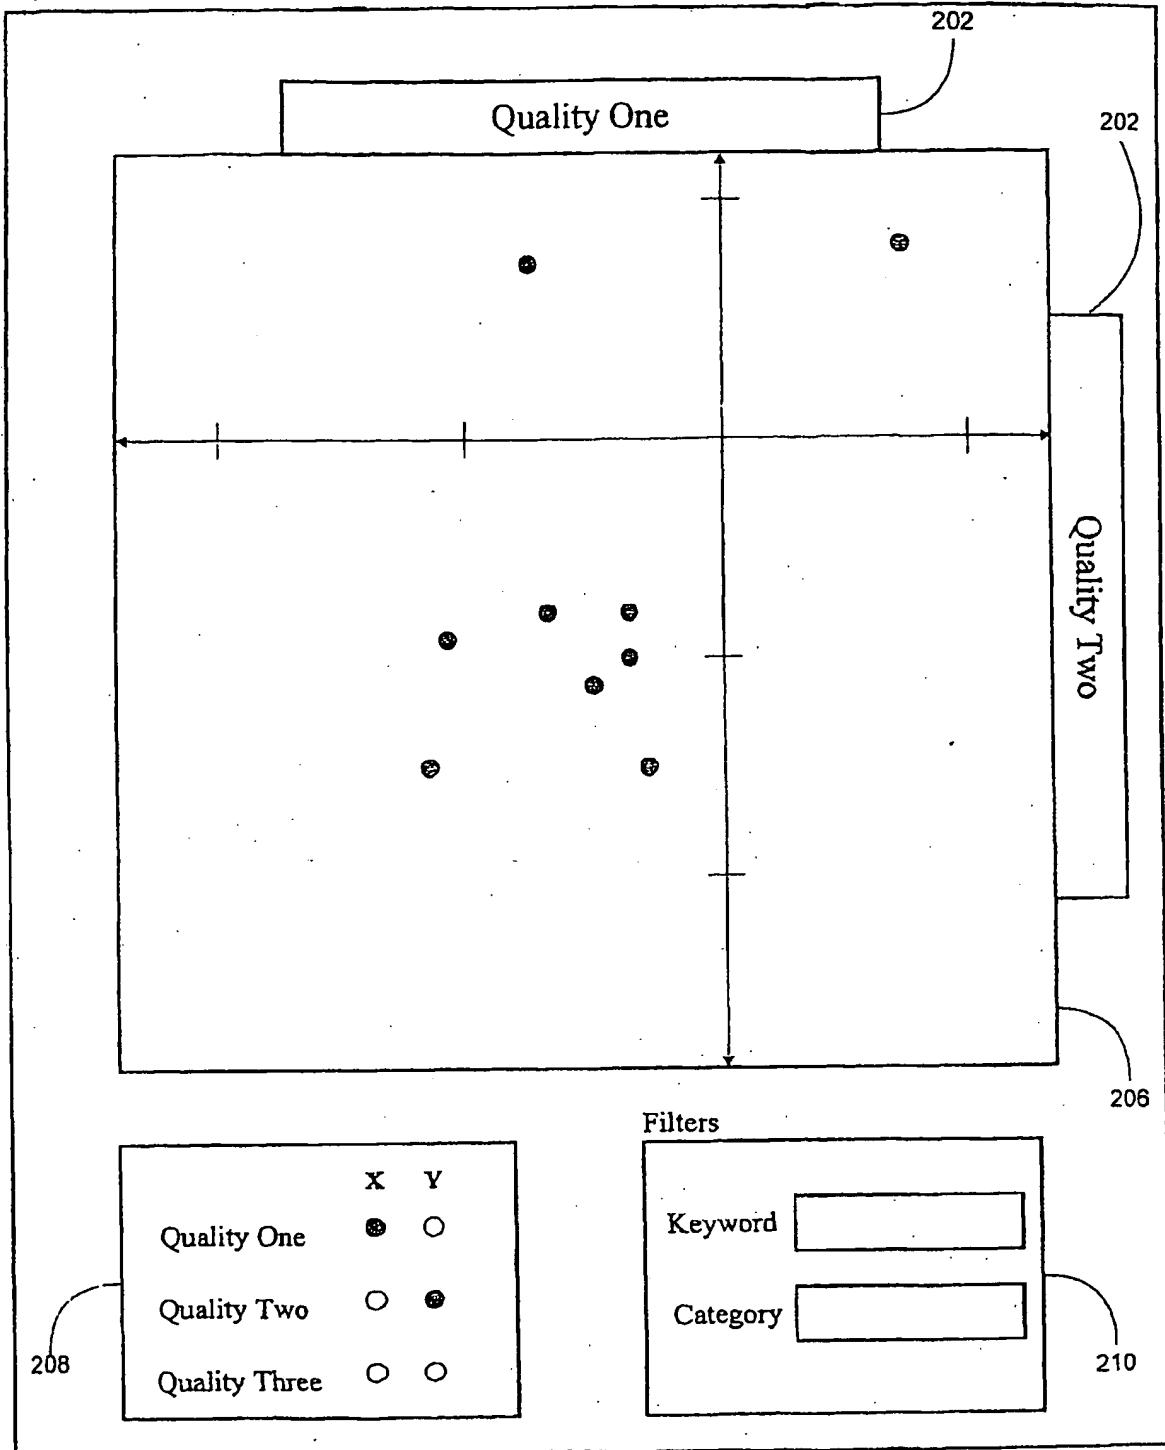 202
Quality One
202
Quality Two
206
Filters
X Y
Quality One
Quality Two
Quality Three
208
Keyword
Category
210